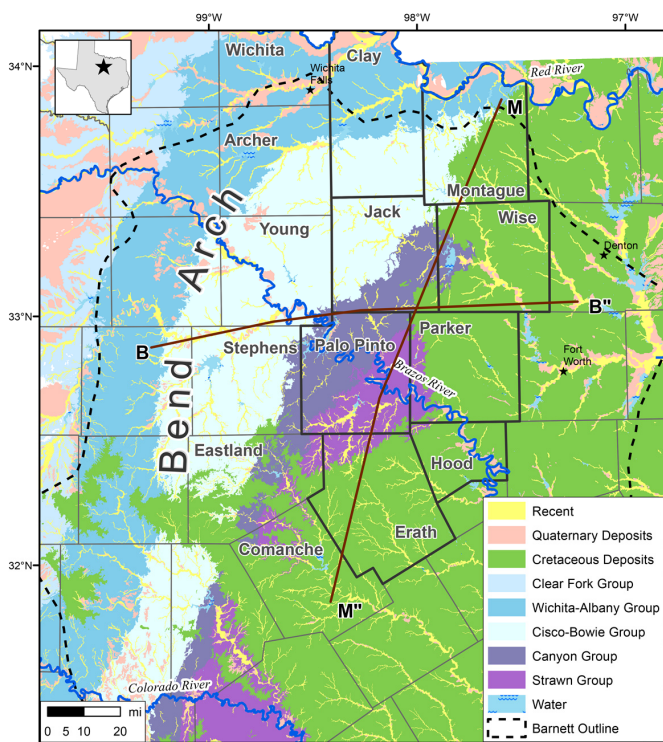 99°W
98°W
96.8°W
34°N
33°N
32°N
Wichita
Clay
Wichita
Falls
Red River
M
Archer
Montague
Arch
Jack
Wise
Young
Denton
B"
B
Stephens
Palo Pinto
Parker
Fort
Worth
Brazos River
Bend
Eastland
Hood
Erath
Comanche
M"
Colorado River
mi
0 5 10 20
Recent
Quaternary Deposits
Cretaceous Deposits
Clear Fork Group
Wichita-Albany Group
Cisco-Bowie Group
Canyon Group
Strawn Group
Water
Barnett Outline